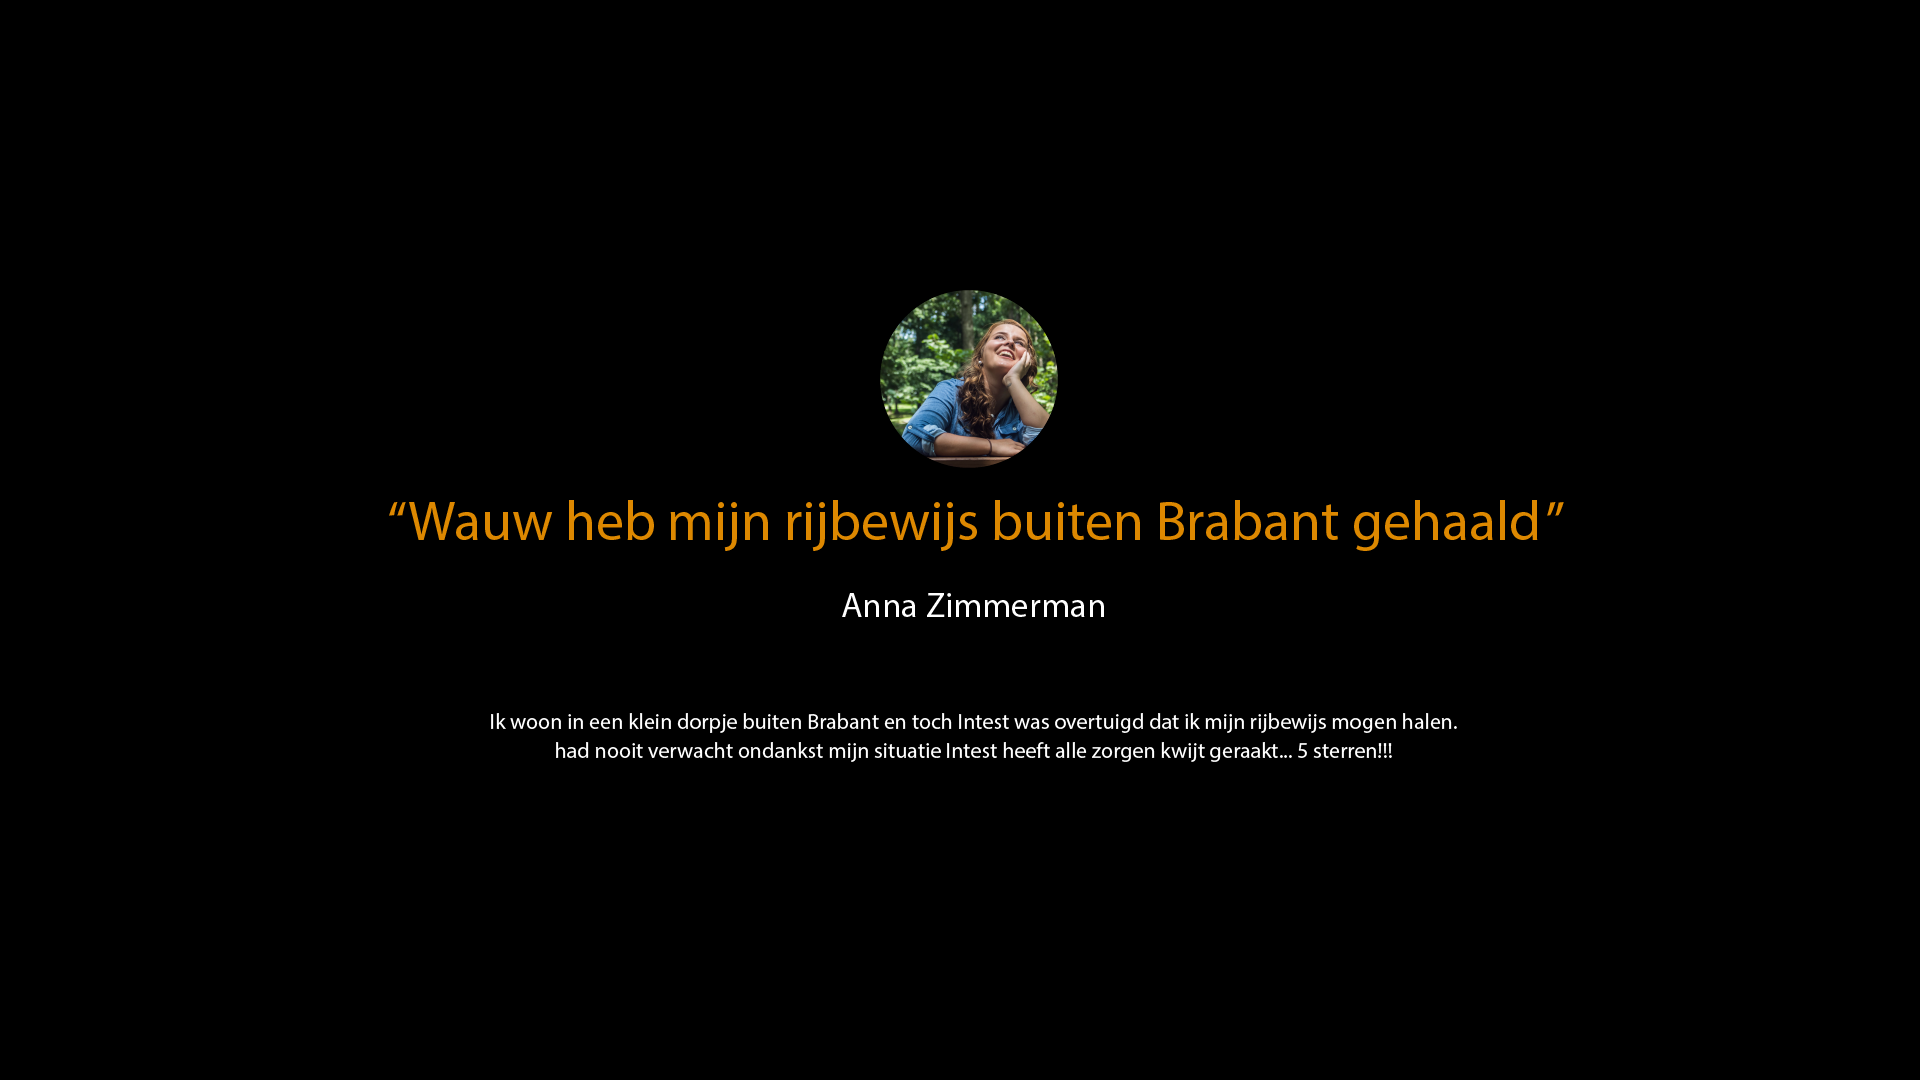 “Wauw heb mijn rijbewijs buiten Brabant gehaald”
Anna Zimmerman
Ik woon in een klein dorpje buiten Brabant en toch Intest was overtuigd dat ik mijn rijbewijs mogen halen.
had nooit verwacht ondankst mijn situatie Intest heeft alle zorgen kwijt geraakt... 5 sterren!!!